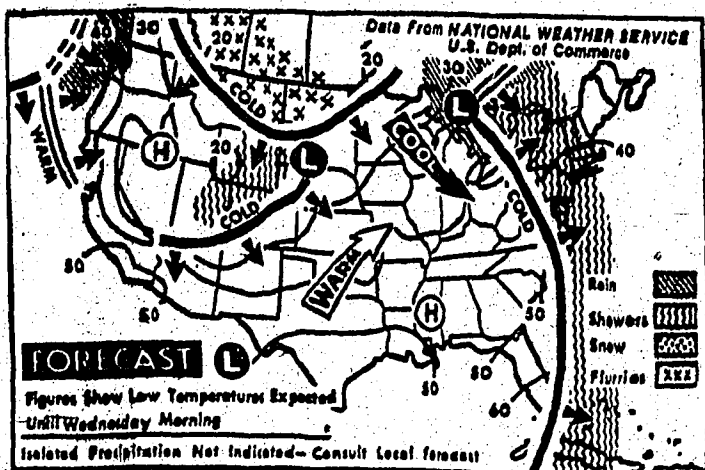 Data From NATIONAL WEATHER SERVICE
U.S. Dept. of Commerce
40 30
20
20
30
COLD
WARM
H
20
L
COLD
COOL
L
COLD
40
WARM
H
50
50
50
50
50
60
Rain
Showers
Snow
Flurries
FORECAST L
Figures Show Low Temperatures Expected
Until Wednesday Morning
Isolated Precipitation Not Indicated— Consult Local Forecast